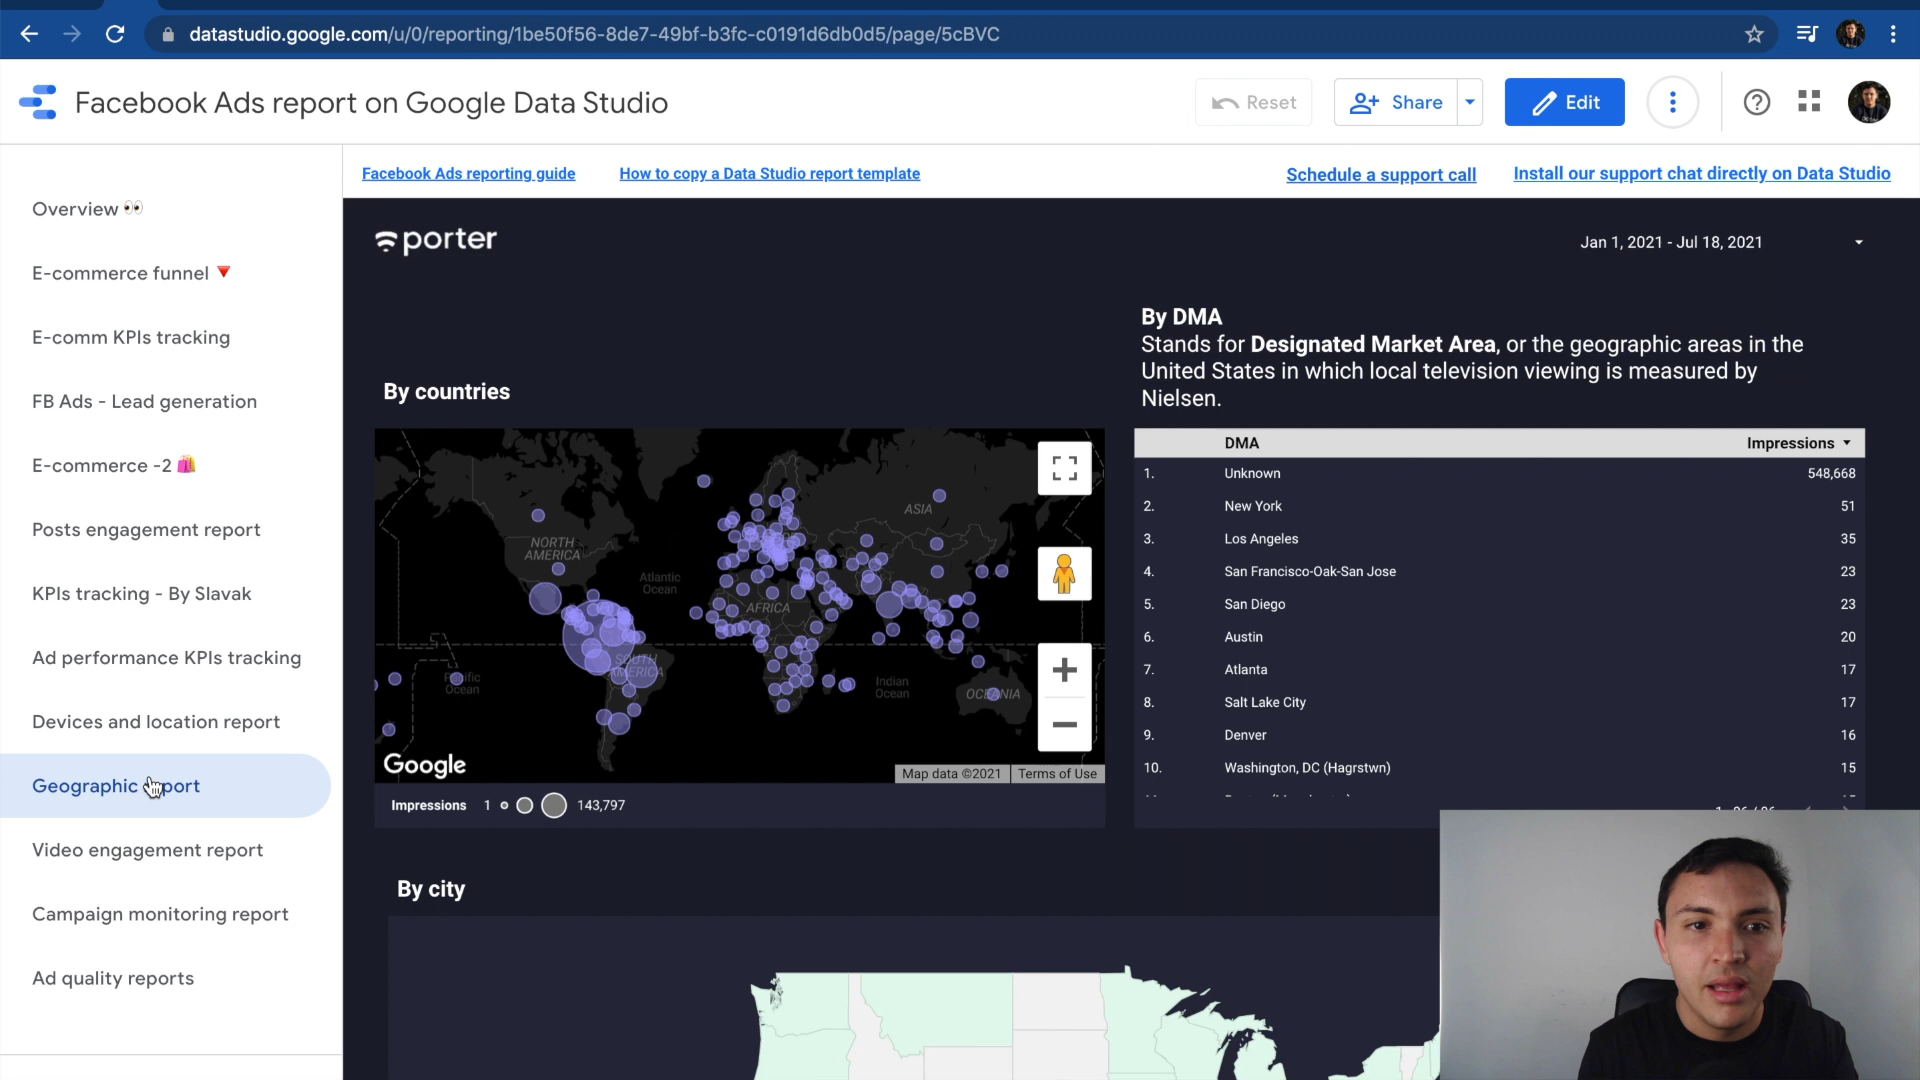 datastudio.google.com/u/0/reporting/1be50f56-8de7-49bf-b3fc-c0191d6db0d5/page/5cBVC
Facebook Ads report on Google Data Studio
Reset
Share
Edit
Facebook Ads reporting guide
How to copy a Data Studio report template
Schedule a support call
Install our support chat directly on Data Studio
Overview
E-commerce funnel
E-comm KPIs tracking
FB Ads - Lead generation
E-commerce -2
Posts engagement report
KPIs tracking - By Slavak
Ad performance KPIs tracking
Devices and location report
Geographic report
Video engagement report
Campaign monitoring report
Ad quality reports
porter
Jan 1, 2021 - Jul 18, 2021
By countries
NORTH AMERICA
Atlantic Ocean
AFRICA
ASIA
SOUTH AMERICA
Pacific Ocean
Indian Ocean
OCEANIA
Google
Map data ©2021
Terms of Use
Impressions 1 143,797
By DMA
Stands for Designated Market Area, or the geographic areas in the
United States in which local television viewing is measured by
Nielsen.
DMA Impressions
1. Unknown 548,668
2. New York 51
3. Los Angeles 35
4. San Francisco-Oak-San Jose 23
5. San Diego 23
6. Austin 20
7. Atlanta 17
8. Salt Lake City 17
9. Denver 16
10. Washington, DC (Hagrstwn) 15
By city